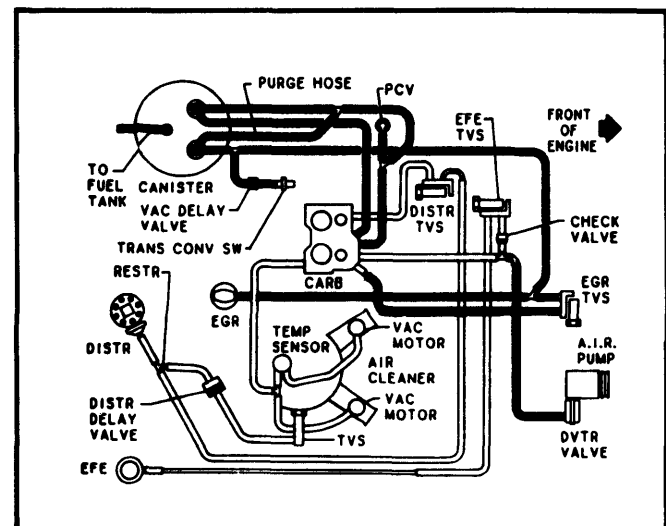 PURGE HOSE
PCV
EFE
TVS
FRONT
OF
ENGINE
TO
FUEL
TANK
CANISTER
VAC DELAY
VALVE
TRANS CONV SW
DISTR
TVS
CHECK
VALVE
RESTR
CARB
EGR
EGR
TVS
DISTR
TEMP
SENSOR
VAC
MOTOR
AIR
CLEANER
A.I.R.
PUMP
DISTR
DELAY
VALVE
VAC
MOTOR
TVS
DVTR
VALVE
EFE